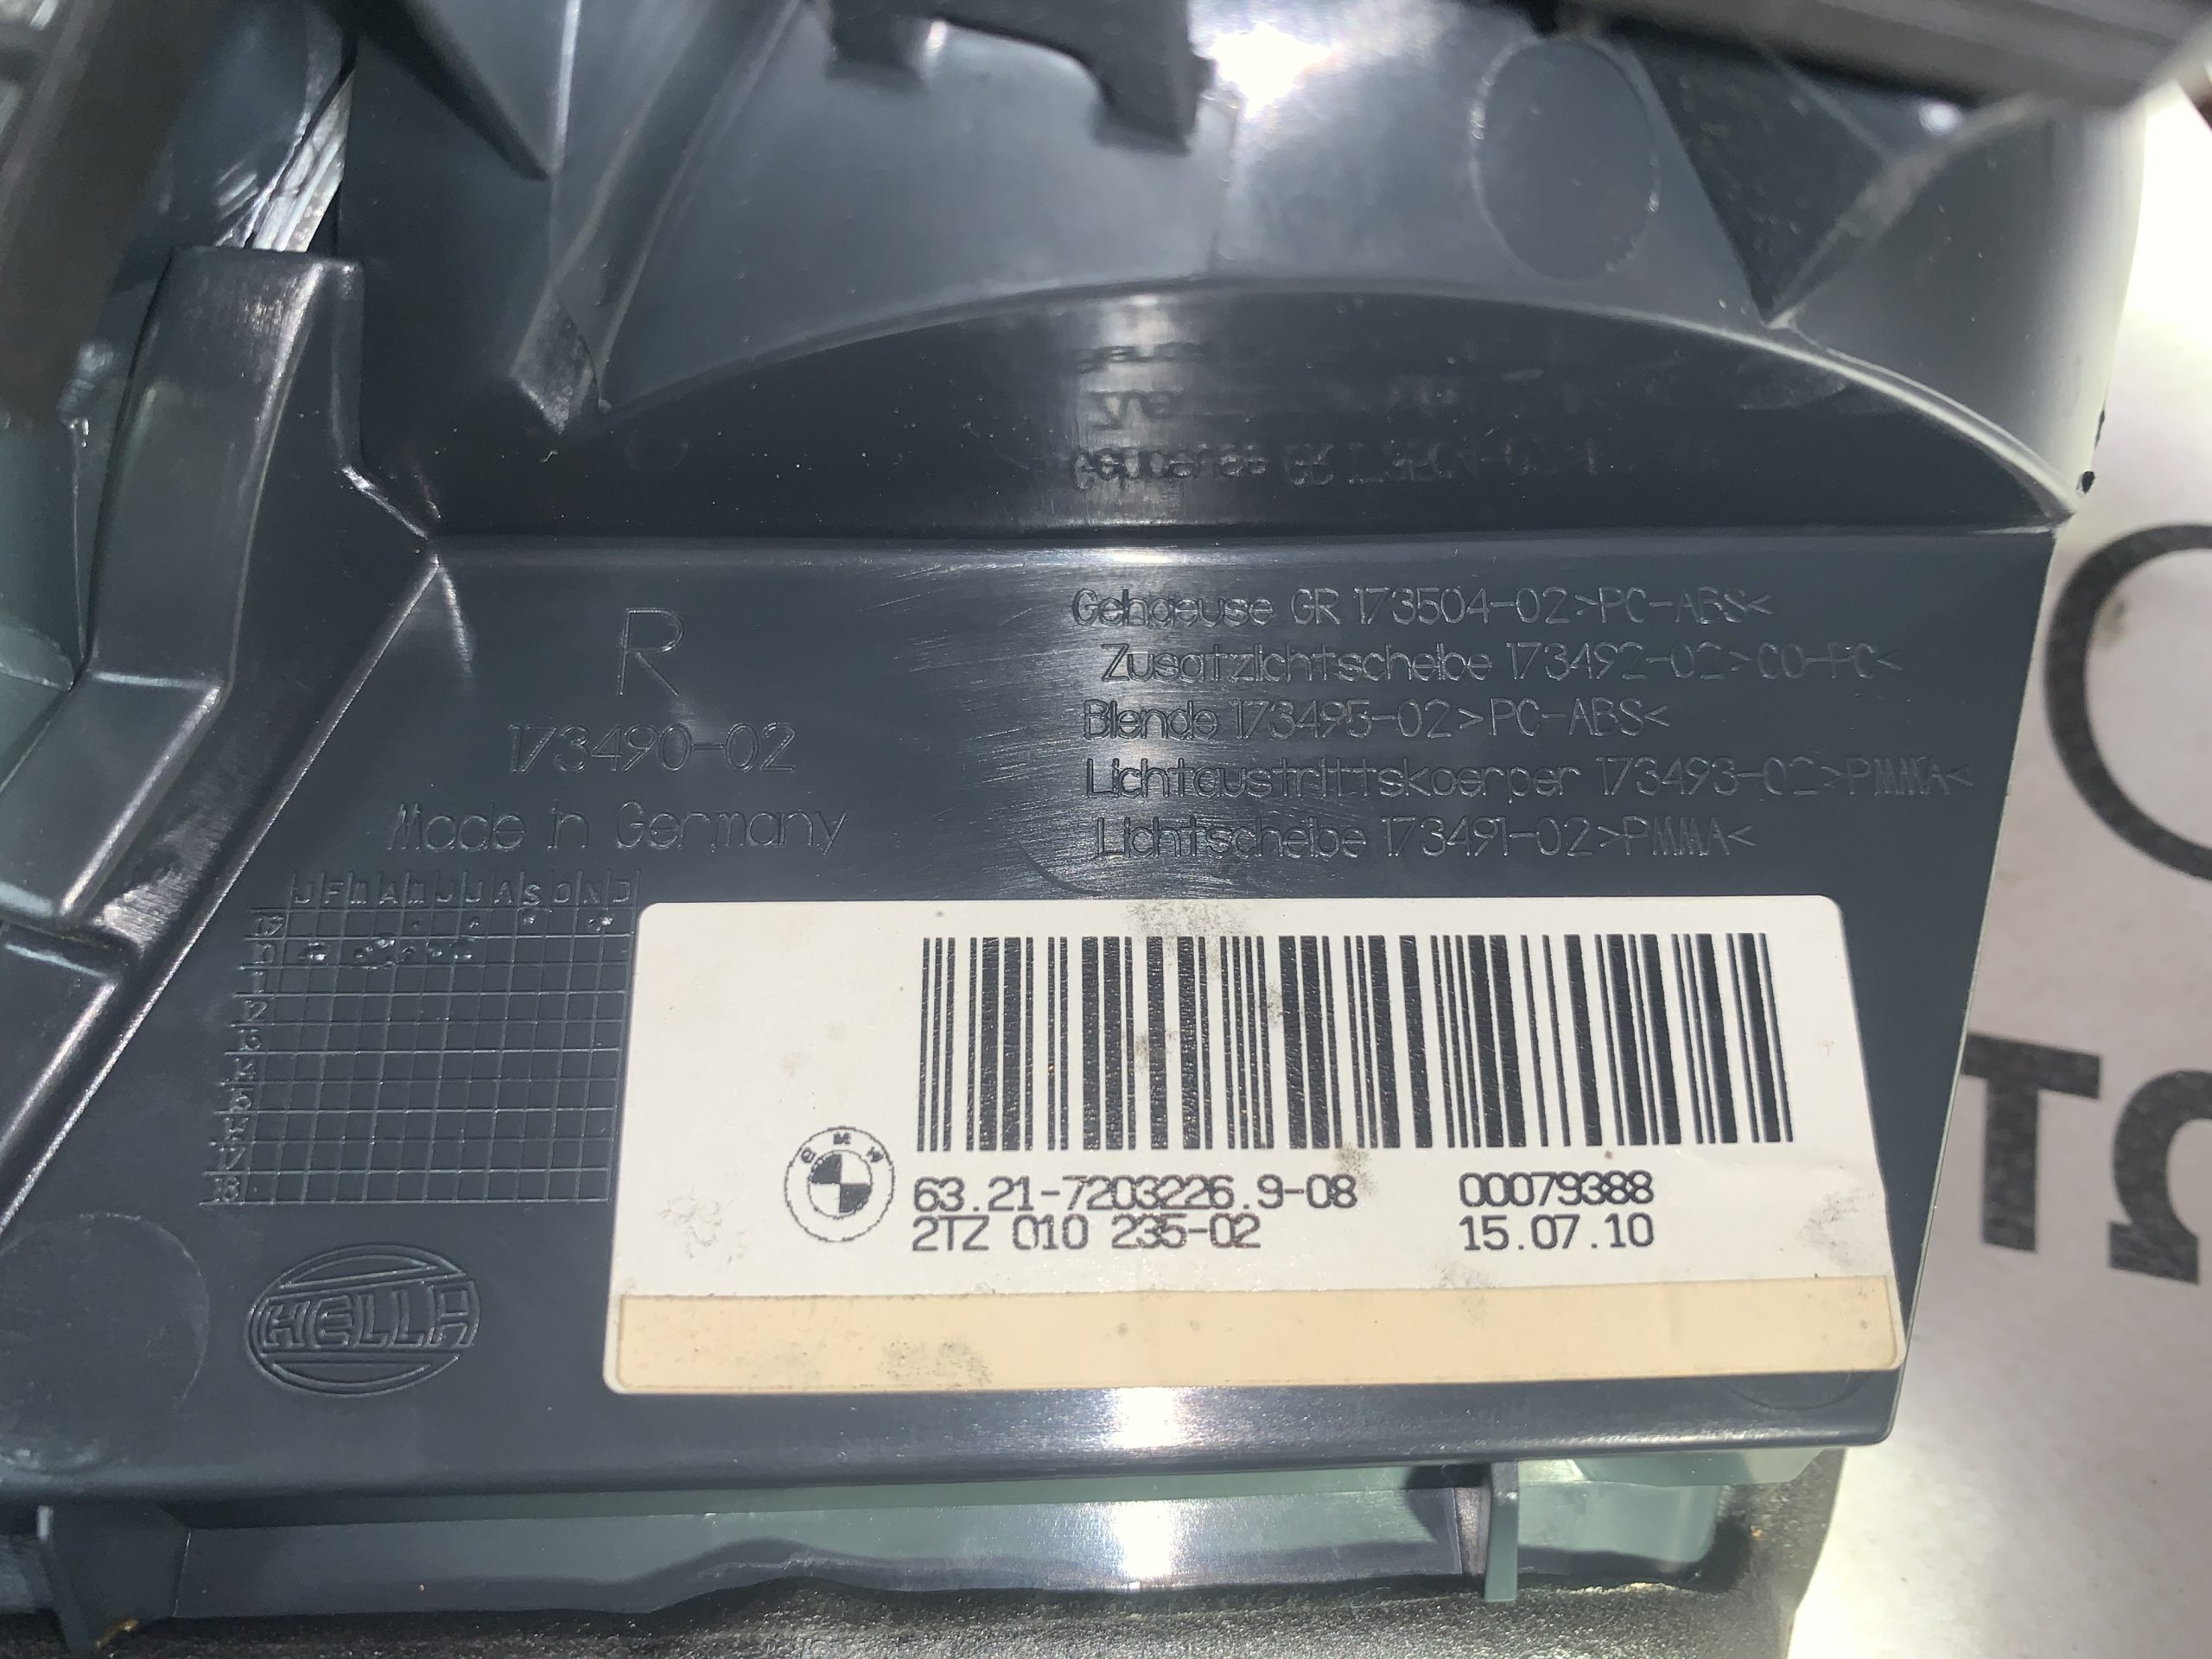 Gehaeuse GR 173504-02>PC-ABS<
Zusatzlichtscheibe 173492-02>CO-PC<
Blende 173495-02>PC-ABS<
Lichtaustrittskoerper 173493-02>PMMA<
Lichtscheibe 173491-02>PMMA<
R
173490-02
Made in Germany
J F M A M J J A S O N D
BMW
63.21-7203226.9-08 00079388
2TZ 010 235-02 15.07.10
HELLA
ΤΩ